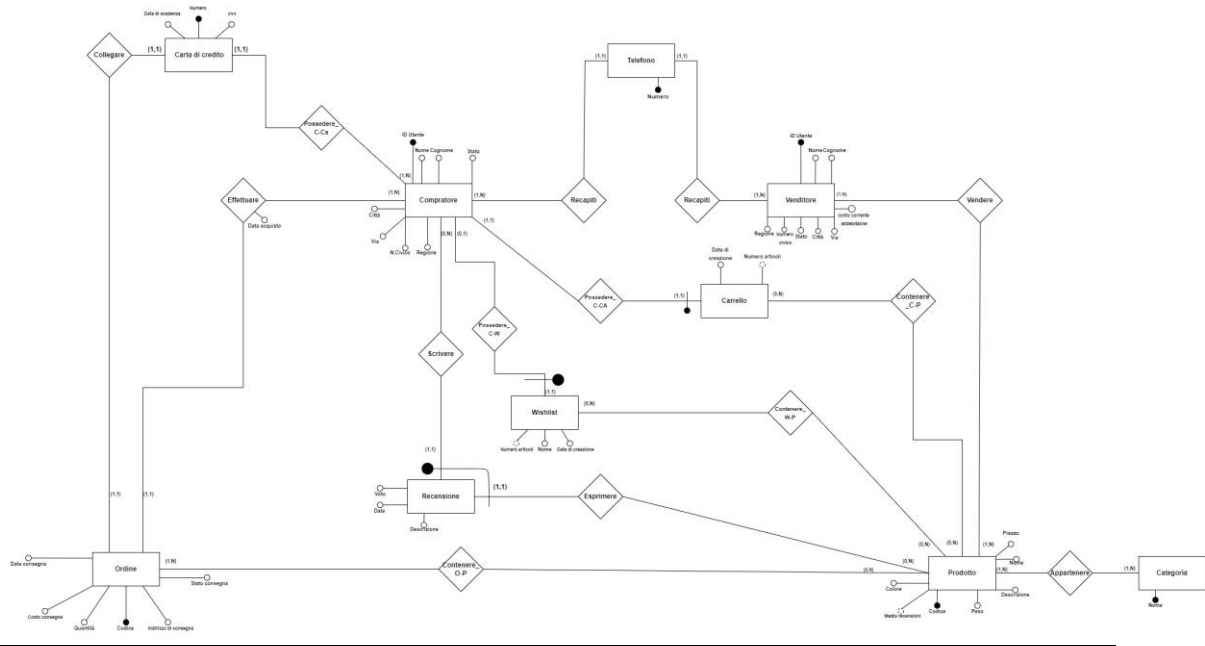 Data di scadenza
Numero
cvv
Collegare
(1,1)
Carta di credito
(1,1)
Possedere_
C-Ca
(1,1)
Telefono
(1,1)
Numero
ID Utente
Nome Cognome
Stato
(1,N)
(1,N)
Compratore
(1,N)
Recapiti
Recapiti
(1,N)
ID Utente
Nome Cognome
Venditore
(1,N)
conto corrente
Vendere
Effettuare
Data acquisto
Città
Via
N.Civico
Regione
(0,N)
(0,1)
(1,1)
Regione
Numero
civico
Stato
Città
Via
Possedere_
C-CA
(1,1)
Data di
creazione
Numero articoli
Carrello
(0,N)
Contenere
_C-P
Scrivere
Possedere_
C-W
(1,1)
Wishlist
(0,N)
Numero articoli
Nome
Data di creazione
Contenere_
W-P
(1,1)
Voto
Data
Recensione
(1,1)
Descrizione
Esprimere
(1,1)
(1,1)
Data consegna
Ordine
(1,N)
Stato consegna
Costo consegna
Quantità
Codice
Indirizzo di consegna
Contenere_
O-P
(0,N)
(0,N)
(0,N)
(0,N)
(1,N)
Prezzo
Nome
Prodotto
(1,N)
Colore
Media recensioni
Codice
Peso
Descrizione
Appartenere
(1,N)
Categoria
Nome